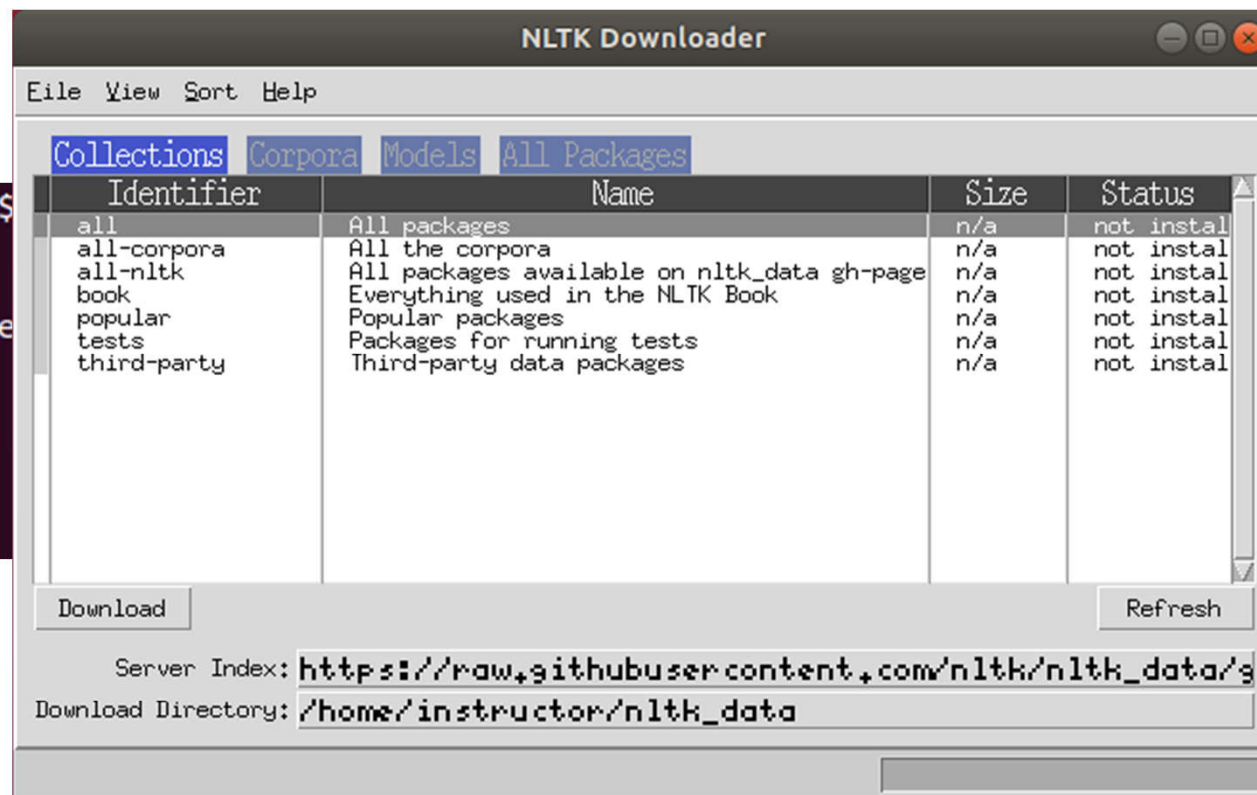 NLTK Downloader
File View Sort Help
Collections Corpora Models All Packages
Identifier Name Size Status
all All packages n/a not instal
all-corpora All the corpora n/a not instal
all-nltk All packages available on nltk_data gh-page n/a not instal
book Everything used in the NLTK Book n/a not instal
popular Popular packages n/a not instal
tests Packages for running tests n/a not instal
third-party Third-party data packages n/a not instal
$
e
Download Refresh
Server Index: https://raw.githubusercontent.com/nltk/nltk_data/g
Download Directory: /home/instructor/nltk_data